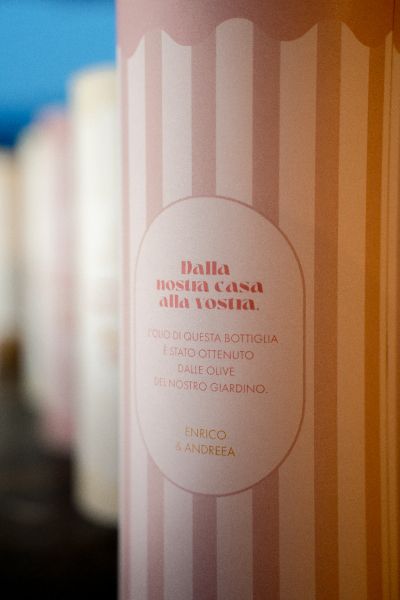 Dalla
nostra casa
alla vostra.
L'OLIO DI QUESTA BOTTIGLIA
È STATO OTTENUTO
DALLE OLIVE
DEL NOSTRO GIARDINO.
ENRICO
& ANDREEA